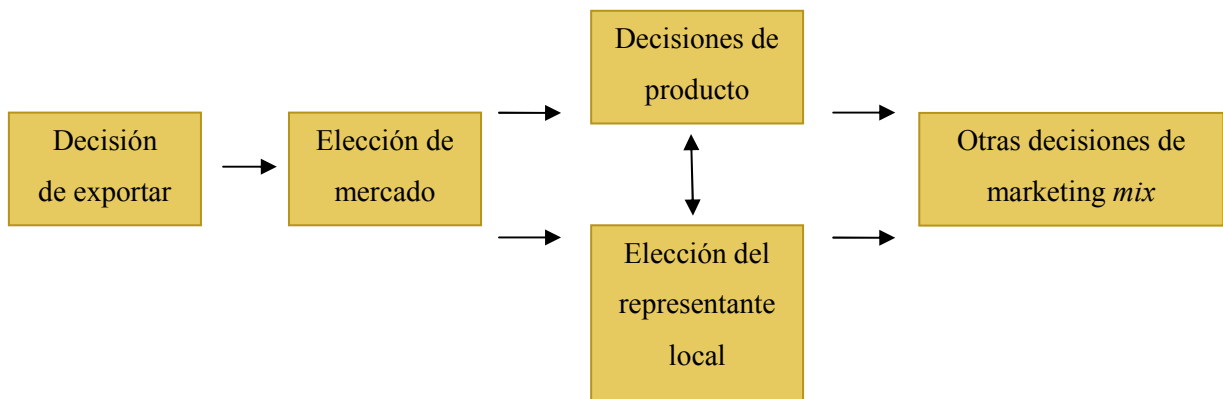 Decisión
de exportar
Elección de
mercado
Decisiones de
producto
Elección del
representante
local
Otras decisiones de
marketing mix